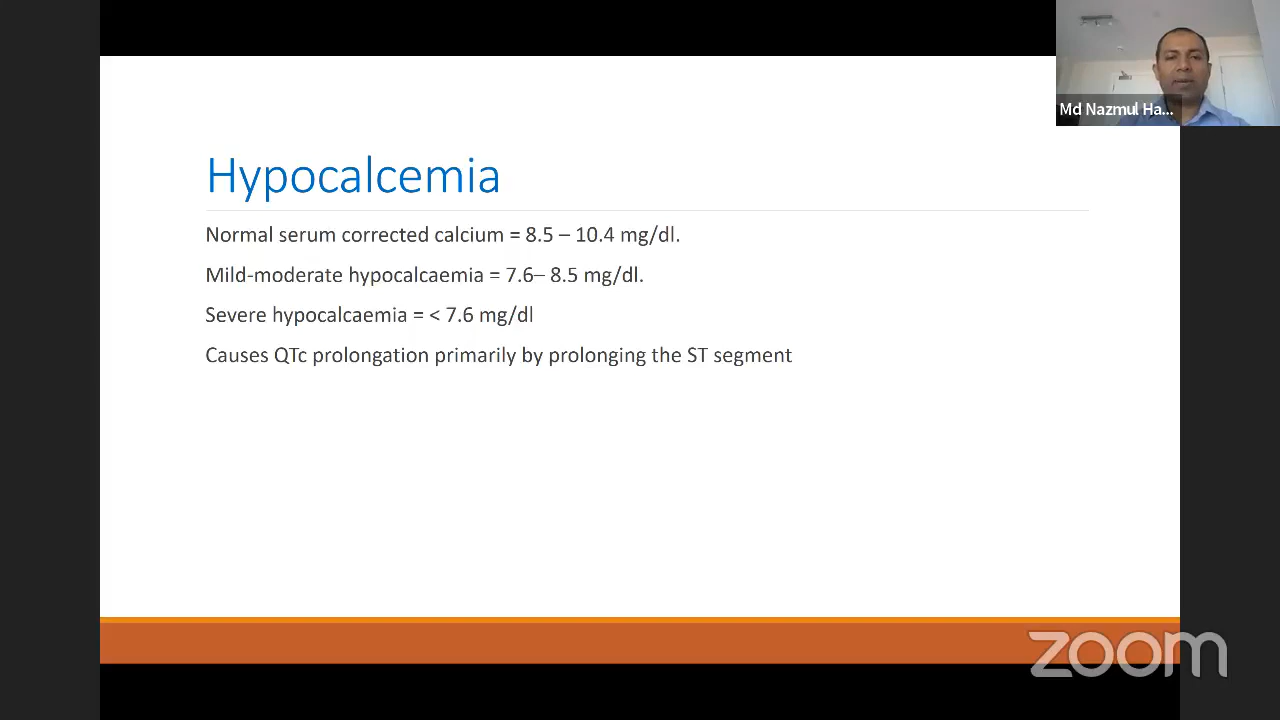 Md Nazmul Ha...
Hypocalcemia
Normal serum corrected calcium = 8.5 – 10.4 mg/dl.
Mild-moderate hypocalcaemia = 7.6– 8.5 mg/dl.
Severe hypocalcaemia = < 7.6 mg/dl
Causes QTc prolongation primarily by prolonging the ST segment
zoom